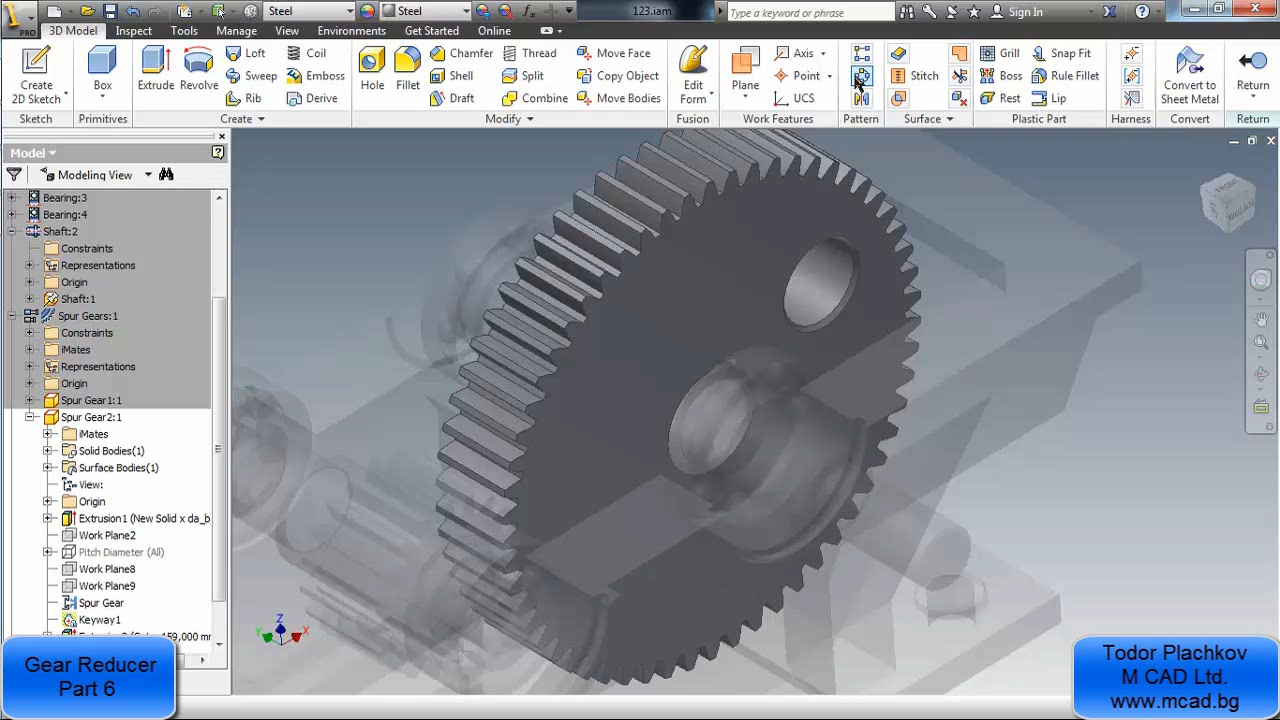 PRO
Steel
Steel
123.iam
Type a keyword or phrase
Sign In
3D Model
Inspect
Tools
Manage
View
Environments
Get Started
Online
Create
2D Sketch
Sketch
Box
Primitives
Extrude
Revolve
Loft
Sweep
Rib
Coil
Emboss
Derive
Create
Hole
Fillet
Chamfer
Shell
Draft
Thread
Split
Combine
Move Face
Copy Object
Move Bodies
Modify
Edit
Form
Fusion
Plane
Axis
Point
UCS
Work Features
Pattern
Stitch
Surface
Grill
Boss
Rest
Snap Fit
Rule Fillet
Lip
Plastic Part
Harness
Convert to
Sheet Metal
Convert
Return
Return
Model
Modeling View
Bearing:3
Bearing:4
Shaft:2
Constraints
Representations
Origin
Shaft:1
Spur Gears:1
Constraints
iMates
Representations
Origin
Spur Gear1:1
Spur Gear2:1
iMates
Solid Bodies(1)
Surface Bodies(1)
View:
Origin
Extrusion1 (New Solid x da_b
Work Plane2
Pitch Diameter (All)
Work Plane8
Work Plane9
Spur Gear
Keyway1
Z
Y
X
Gear Reducer
Part 6
Todor Plachkov
M CAD Ltd.
www.mcad.bg